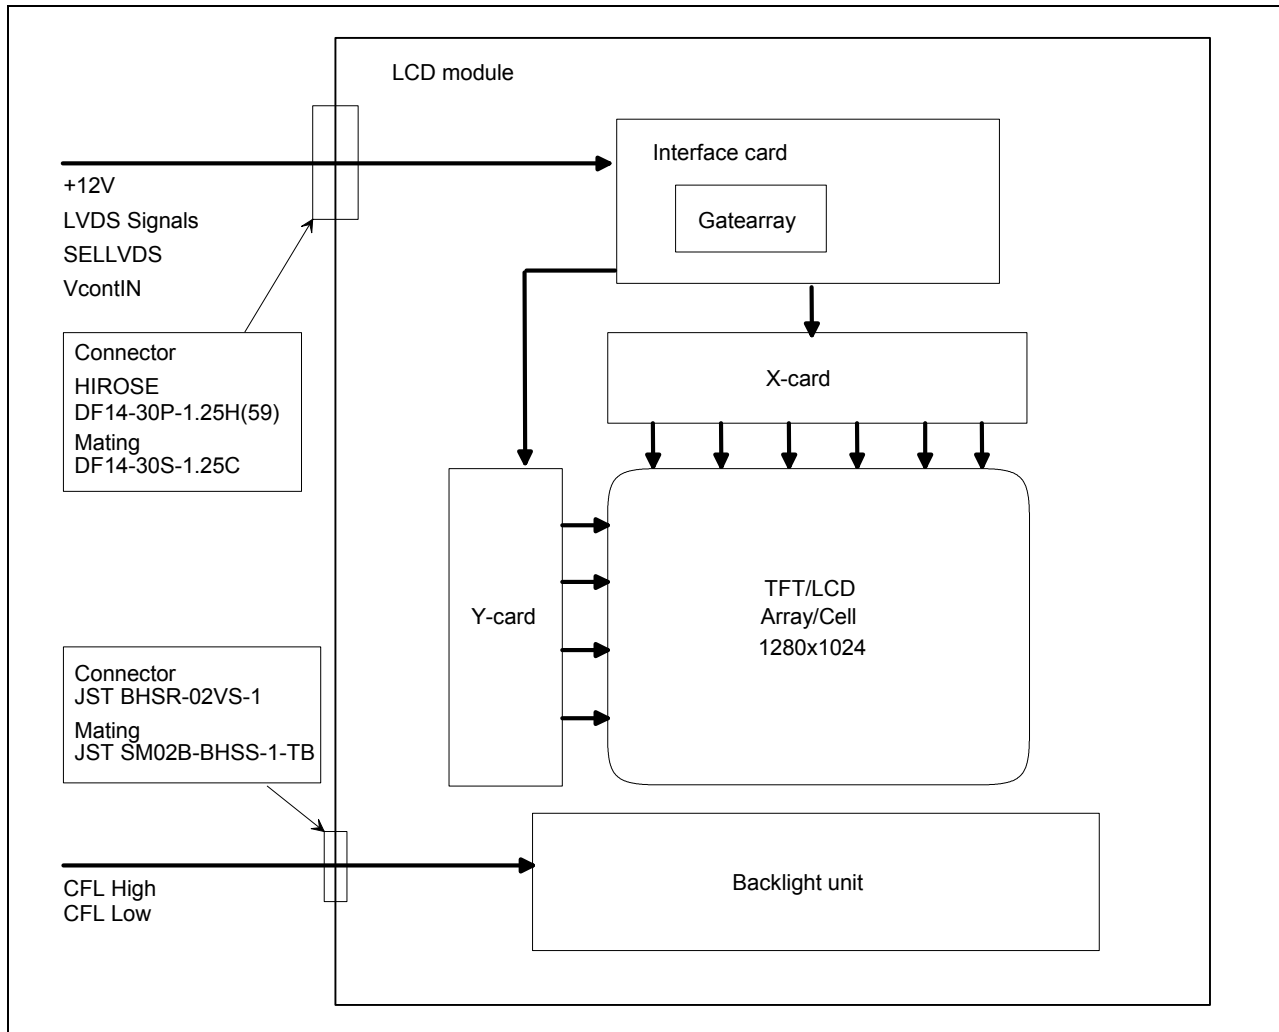 LCD module
Interface card
Gatearray
+12V
LVDS Signals
SELLVDS
VcontIN
Connector
HIROSE
DF14-30P-1.25H(59)
Mating
DF14-30S-1.25C
X-card
Y-card
TFT/LCD
Array/Cell
1280x1024
Connector
JST BHSR-02VS-1
Mating
JST SM02B-BHSS-1-TB
CFL High
CFL Low
Backlight unit